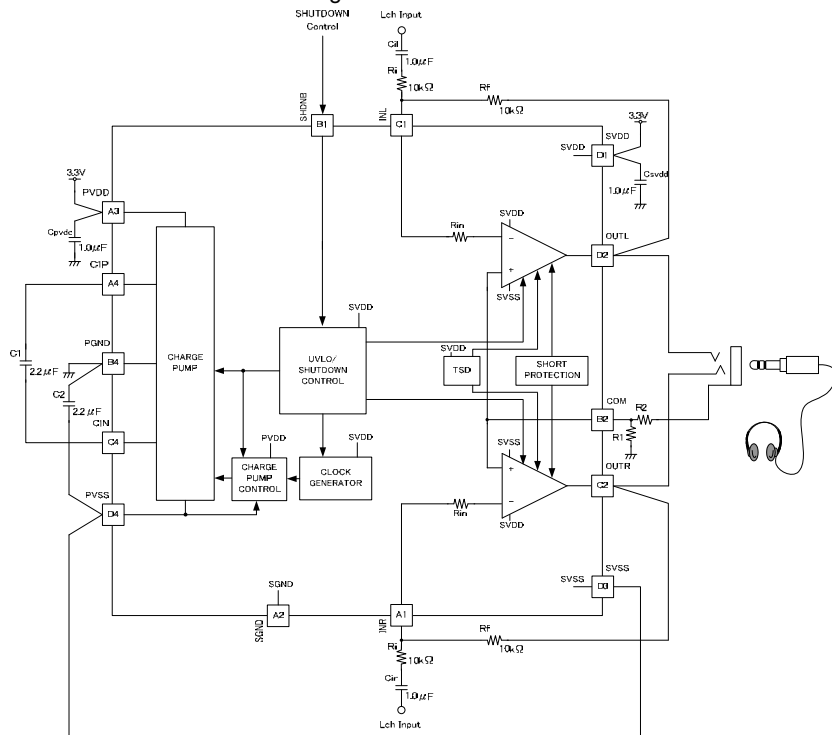 SHUTDOWN
Control
Lch Input
Cil
1.0μF
Ri
10kΩ
Rf
10kΩ
SHDNB
B1
INL
C1
3.3V
SVDD
SVDD
D1
Csvdd
1.0μF
3.3V
PVDD
A3
Cpvdd
1.0μF
C1P
A4
Rin
SVDD
−
+
SVSS
OUTL
D2
C1
2.2μF
PGND
B4
C2
2.2μF
C1N
C4
CHARGE
PUMP
SVDD
UVLO/
SHUTDOWN
CONTROL
SVDD
TSD
SHORT
PROTECTION
COM
B2
R2
R1
PVDD
CHARGE
PUMP
CONTROL
SVDD
CLOCK
GENERATOR
PVSS
D4
SVSS
+
−
Rin
SVDD
OUTR
C2
SVSS
SVSS
D3
SGND
SGND
A2
INR
A1
Ri
10kΩ
Rf
10kΩ
Cir
1.0μF
Lch Input